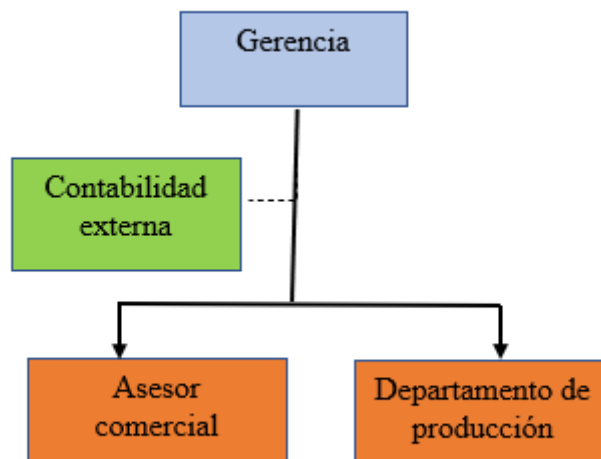 Gerencia
Contabilidad
externa
Asesor
comercial
Departamento de
producción